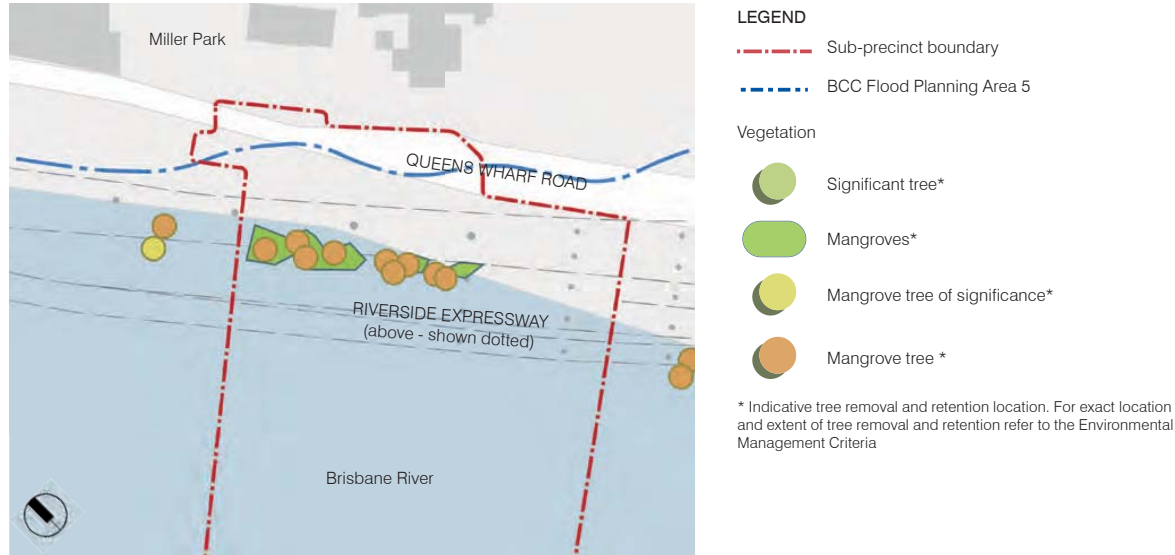 Miller Park
QUEENS WHARF ROAD
RIVERSIDE EXPRESSWAY
(above - shown dotted)
Brisbane River
LEGEND
Sub-precinct boundary
BCC Flood Planning Area 5
Vegetation
Significant tree*
Mangroves*
Mangrove tree of significance*
Mangrove tree *
* Indicative tree removal and retention location. For exact location
and extent of tree removal and retention refer to the Environmental
Management Criteria